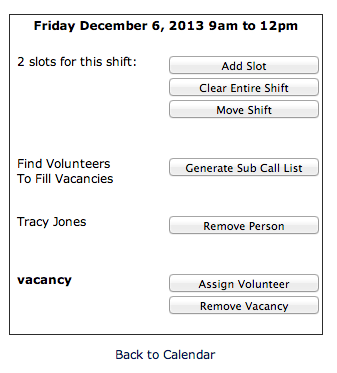 Friday December 6, 2013 9am to 12pm
2 slots for this shift:
Add Slot
Clear Entire Shift
Move Shift
Find Volunteers
To Fill Vacancies
Generate Sub Call List
Tracy Jones
Remove Person
vacancy
Assign Volunteer
Remove Vacancy
Back to Calendar